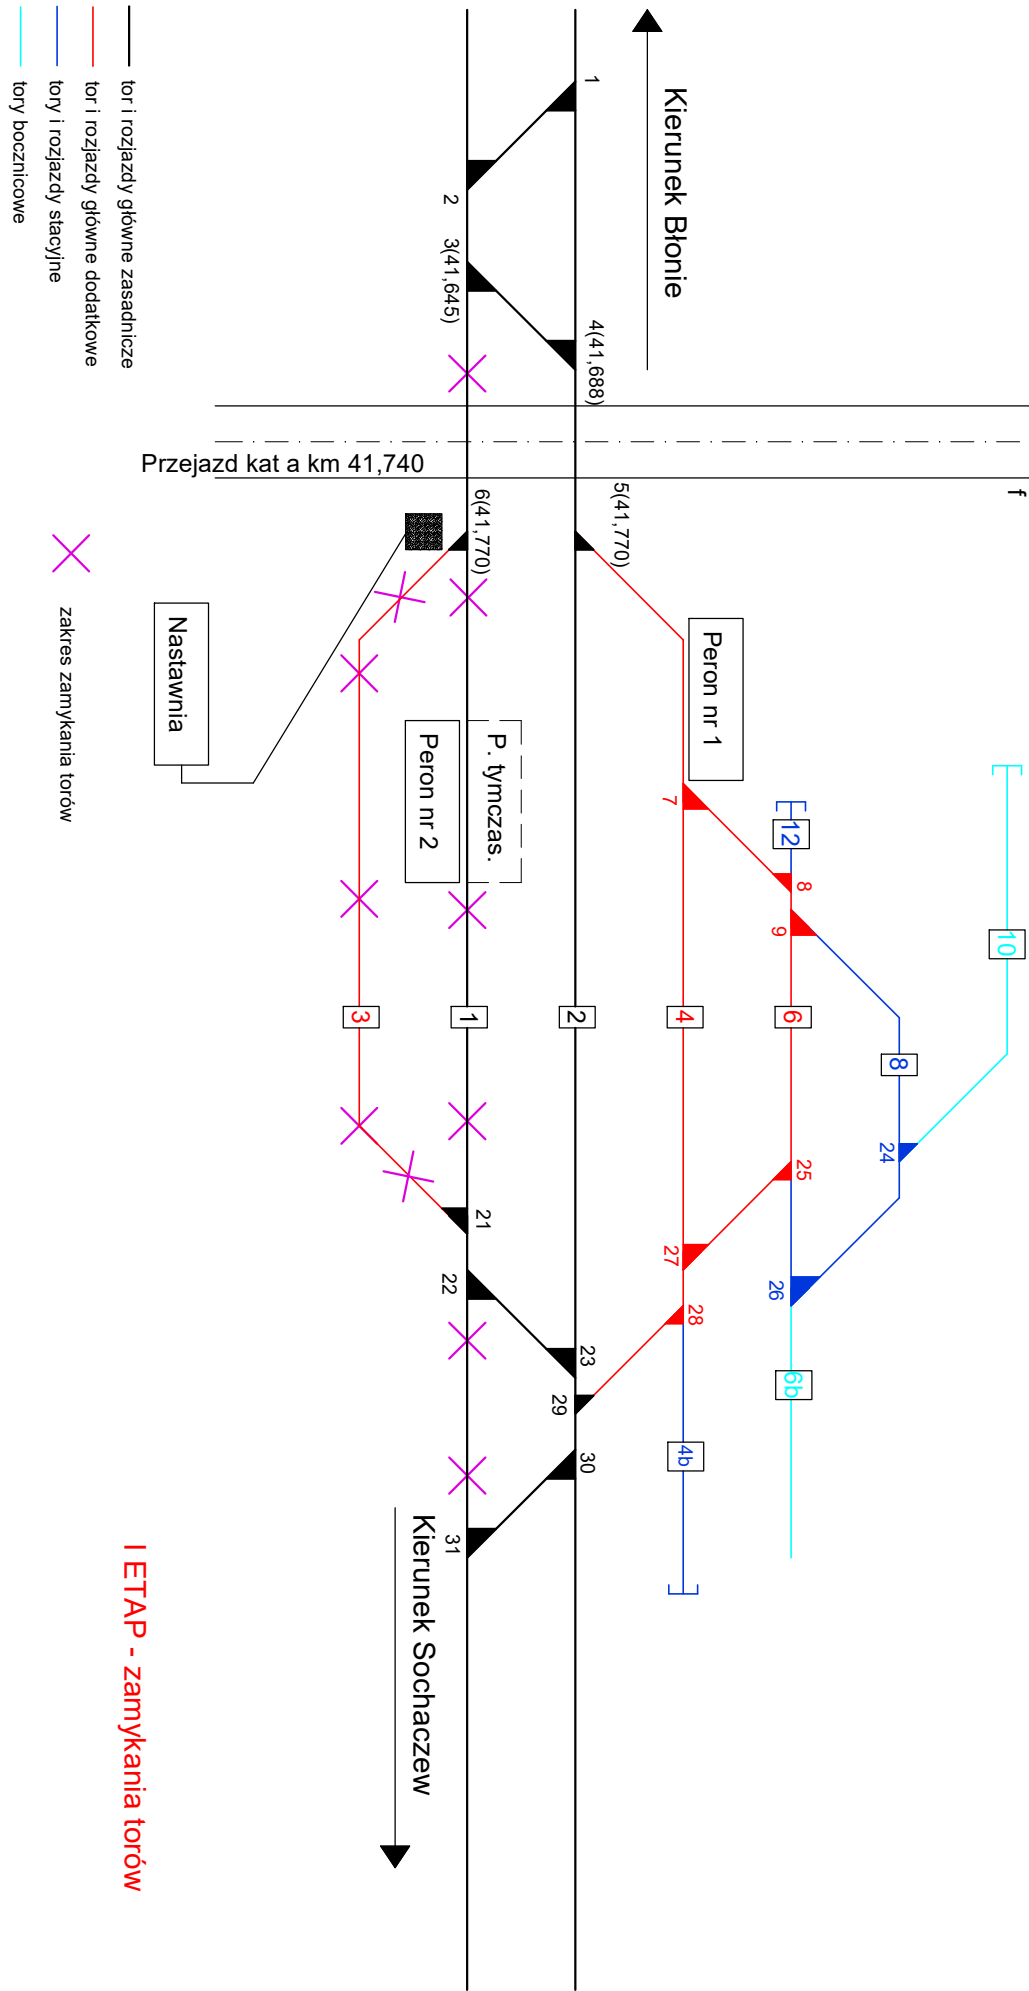 Kierunek Błonie
1
2
3(41,645)
4(41,688)
tor i rozjazdy główne zasadnicze
tor i rozjazdy główne dodatkowe
tory i rozjazdy stacyjne
tory bocznicowe
Przejazd kat a km 41,740
f
6(41,770)
5(41,770)
zakres zamykania torów
Nastawnia
Peron nr 1
P. tymczas.
Peron nr 2
7
12
8
9
10
3
1
2
4
6
8
24
25
21
27
22
26
28
23
29
6b
30
4b
31
Kierunek Sochaczew
I ETAP - zamykania torów